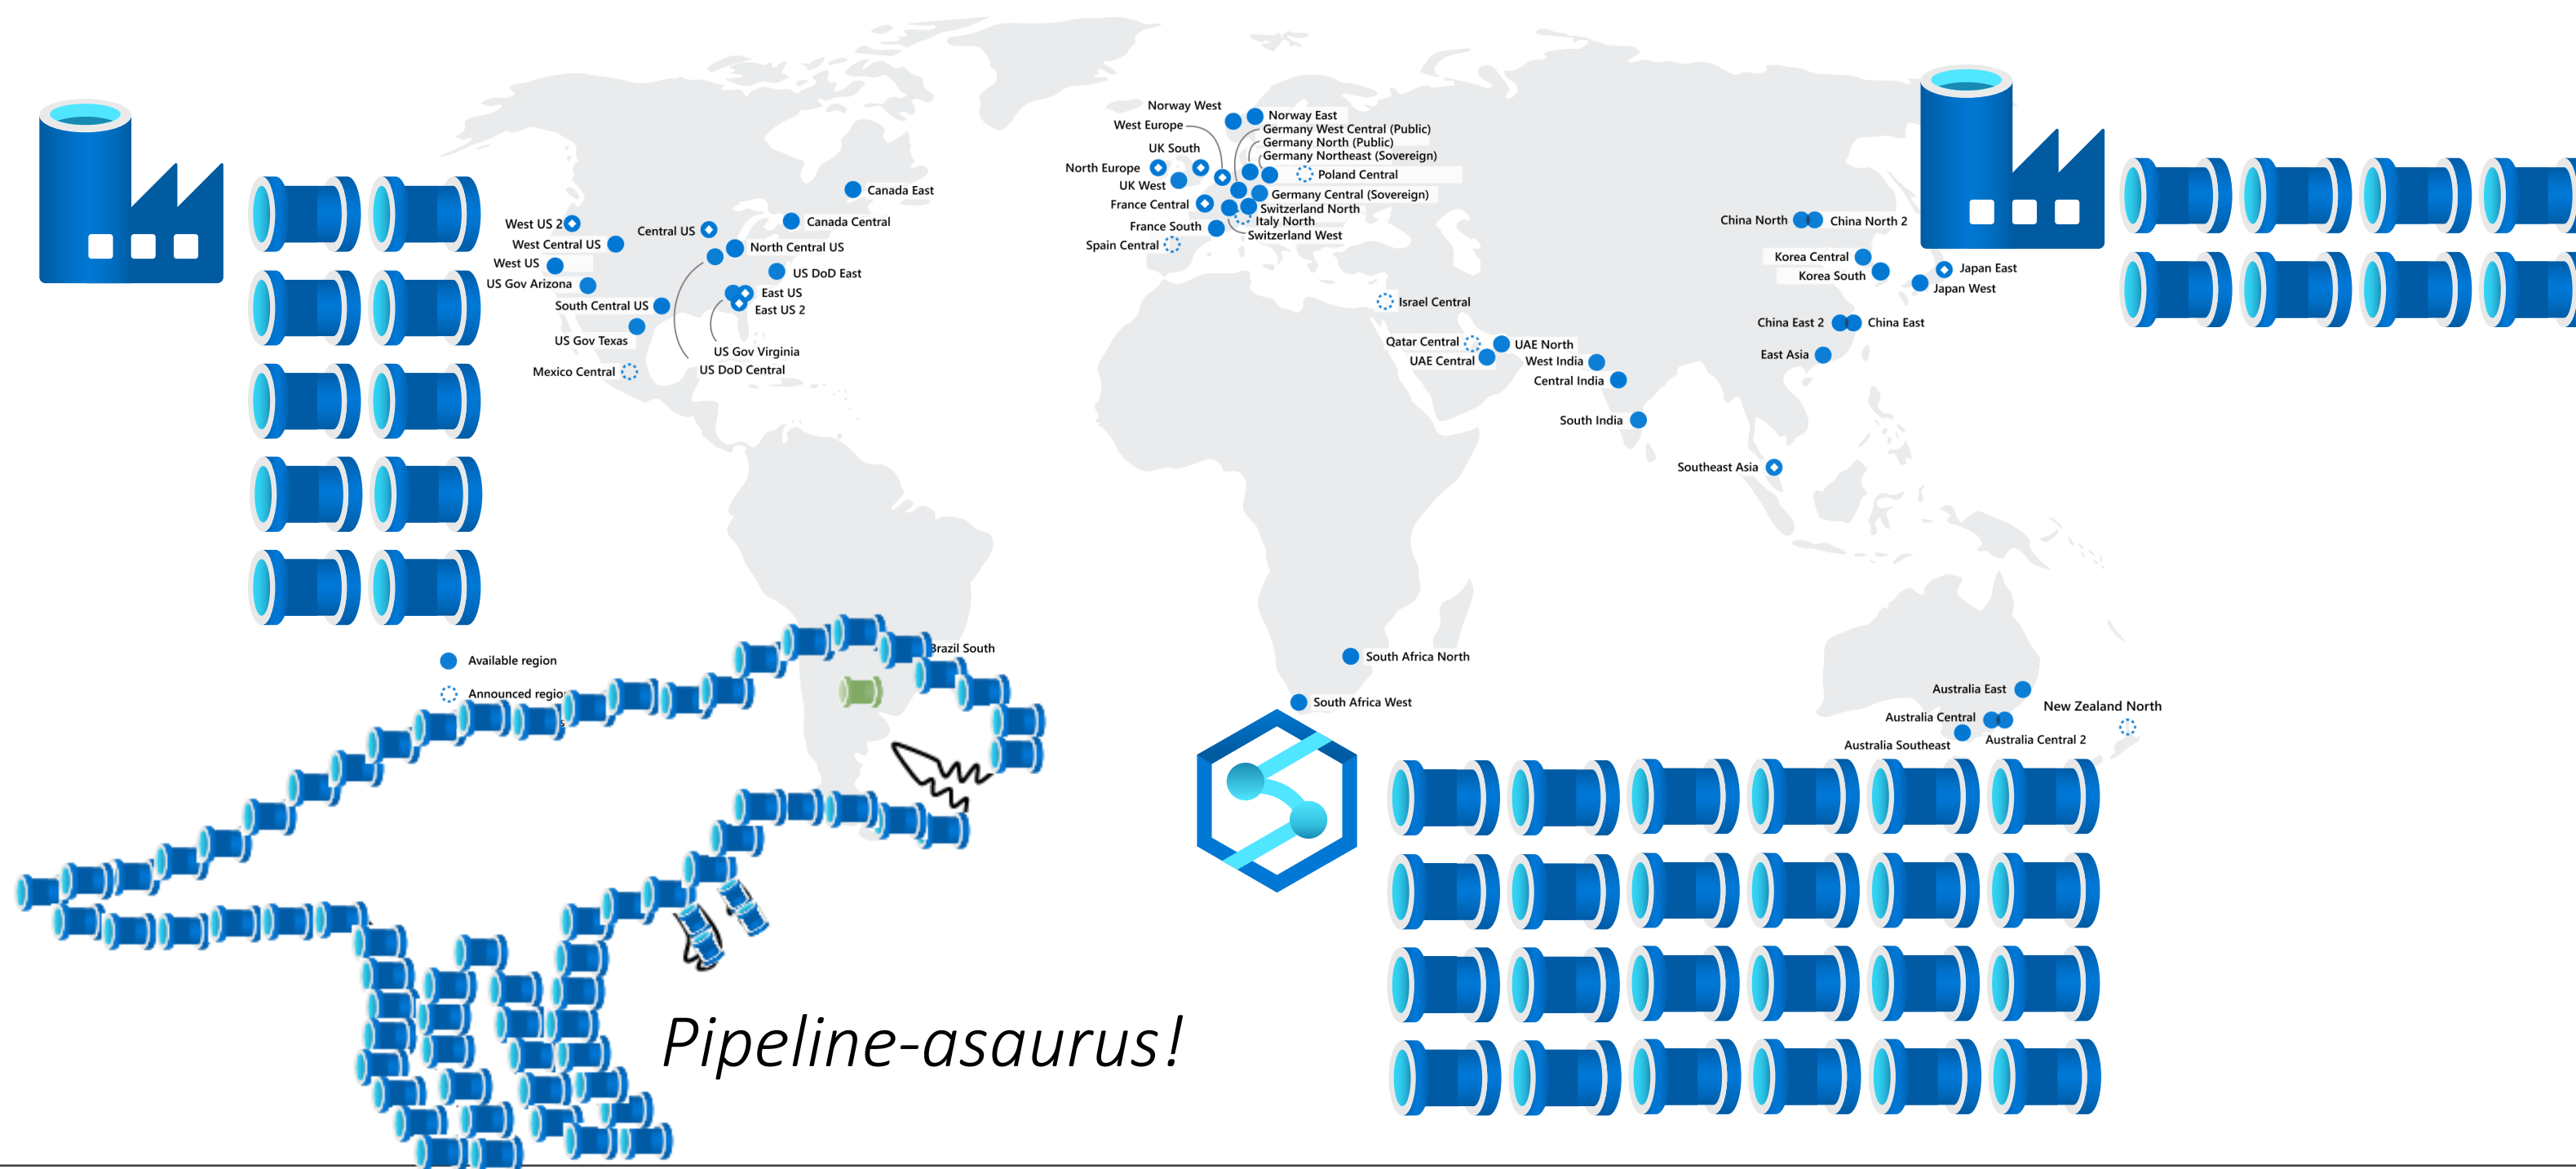 Norway West
Norway East
West Europe
Germany West Central (Public)
Germany North (Public)
UK South
Germany Northeast (Sovereign)
North Europe
Poland Central
UK West
Canada East
Germany Central (Sovereign)
France Central
Switzerland North
Italy North
West US 2
Canada Central
France South
China North
China North 2
Central US
Switzerland West
West Central US
North Central US
Spain Central
Korea Central
West US
US DoD East
Korea South
Japan East
US Gov Arizona
Japan West
East US
South Central US
East US 2
Israel Central
China East 2
China East
US Gov Texas
Qatar Central
UAE North
US Gov Virginia
East Asia
UAE Central
West India
US DoD Central
Mexico Central
Central India
South India
Southeast Asia
Brazil South
South Africa North
Available region
Australia East
Announced region
South Africa West
New Zealand North
Australia Central
Australia Central 2
Australia Southeast
Pipeline-asaurus!